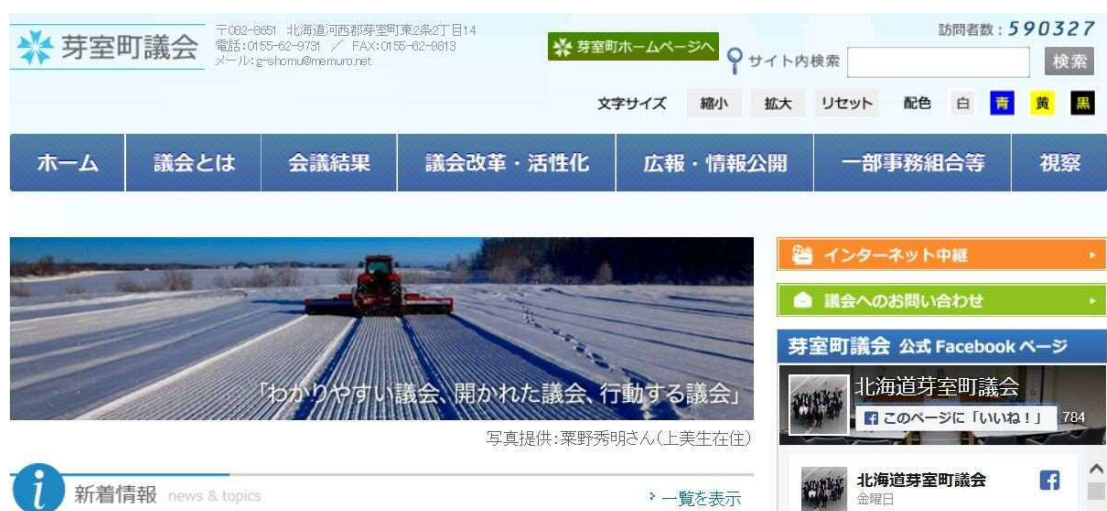 芽室町議会
〒082-8651 北海道河西郡芽室町東2条2丁目14
電話:0155-62-9731 / FAX:0155-62-9813
メール:g-shomu@memuro.net
芽室町ホームページへ
訪問者数:590327
サイト内検索
検索
文字サイズ 縮小 拡大 リセット 配色 白 青 黄 黒
ホーム 議会とは 会議結果 議会改革・活性化 広報・情報公開 一部事務組合等 視察
「わかりやすい議会、開かれた議会、行動する議会」
写真提供:栗野秀明さん(上美生在住)
i 新着情報 news & topics 一覧を表示
インターネット中継
議会へのお問い合わせ
芽室町議会 公式 Facebook ページ
北海道芽室町議会
このページに「いいね!」 784
北海道芽室町議会
金曜日